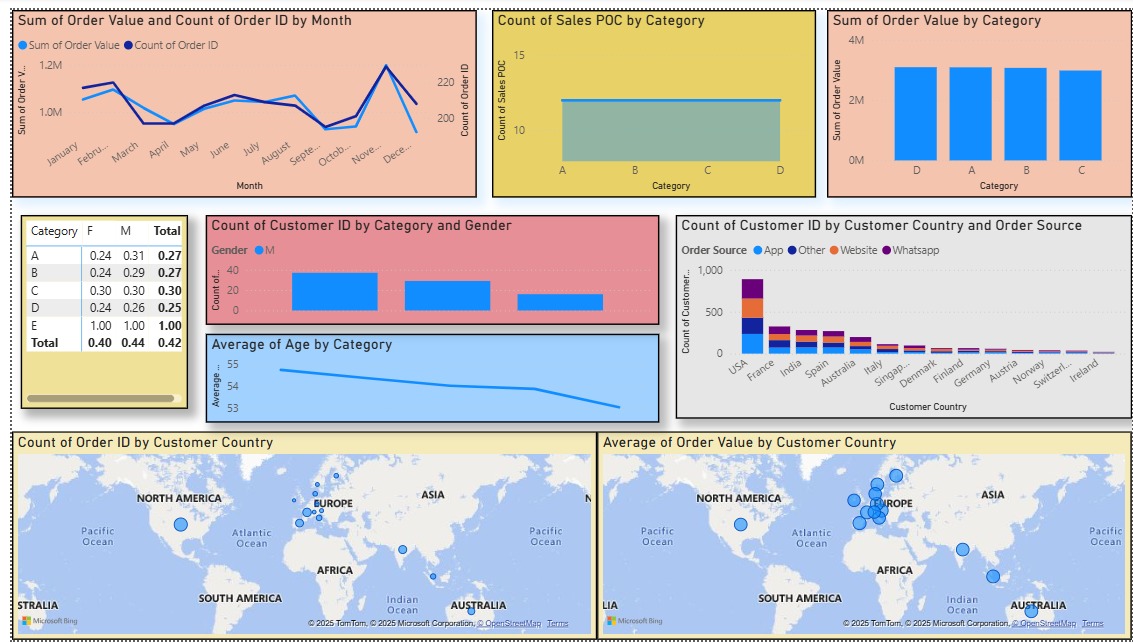 Sum of Order Value and Count of Order ID by Month
Sum of Order Value Count of Order ID
Sum of Order V...
1.2M
1.0M
220
200
Count of Order ID
January Febru... March April May June July August Septe... Octob... Nove... Dece...
Month
Count of Sales POC by Category
Count of Sales POC
15
10
A B C D
Category
Sum of Order Value by Category
Sum of Order Value
4M
2M
0M
D A B C
Category
Category F M Total
A 0.24 0.31 0.27
B 0.24 0.29 0.27
C 0.30 0.30 0.30
D 0.24 0.26 0.25
E 1.00 1.00 1.00
Total 0.40 0.44 0.42
Count of Customer ID by Category and Gender
Gender M
Count of...
40
20
0
Average of Age by Category
Average ...
55
54
53
Count of Customer ID by Customer Country and Order Source
Order Source App Other Website Whatsapp
Count of Customer...
1,000
500
0
USA France India Spain Australia Italy Singap... Denmark Finland Germany Austria Norway Switzerl... Ireland
Customer Country
Count of Order ID by Customer Country
NORTH AMERICA
EUROPE
ASIA
N
Pacific
Ocean
Atlantic
Ocean
Pacific
Ocean
AFRICA
SOUTH AMERICA
Indian
Ocean
STRALIA
AUSTRALIA
Microsoft Bing
© 2025 TomTom, © 2025 Microsoft Corporation, © OpenStreetMap Terms
Average of Order Value by Customer Country
NORTH AMERICA
EUROPE
ASIA
Pacific
Ocean
Atlantic
Ocean
Pacific
Ocean
AFRICA
SOUTH AMERICA
Indian
Ocean
LIA
AUSTRALIA
Microsoft Bing
© 2025 TomTom, © 2025 Microsoft Corporation, © OpenStreetMap Terms